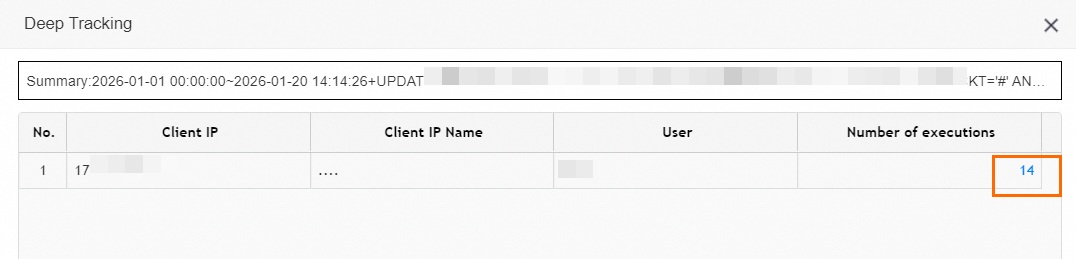 Deep Tracking
Summary:2026-01-01 00:00:00~2026-01-20 14:14:26+UPDAT KT='#' AN...
No. Client IP Client IP Name User Number of executions
1 17 .... 14